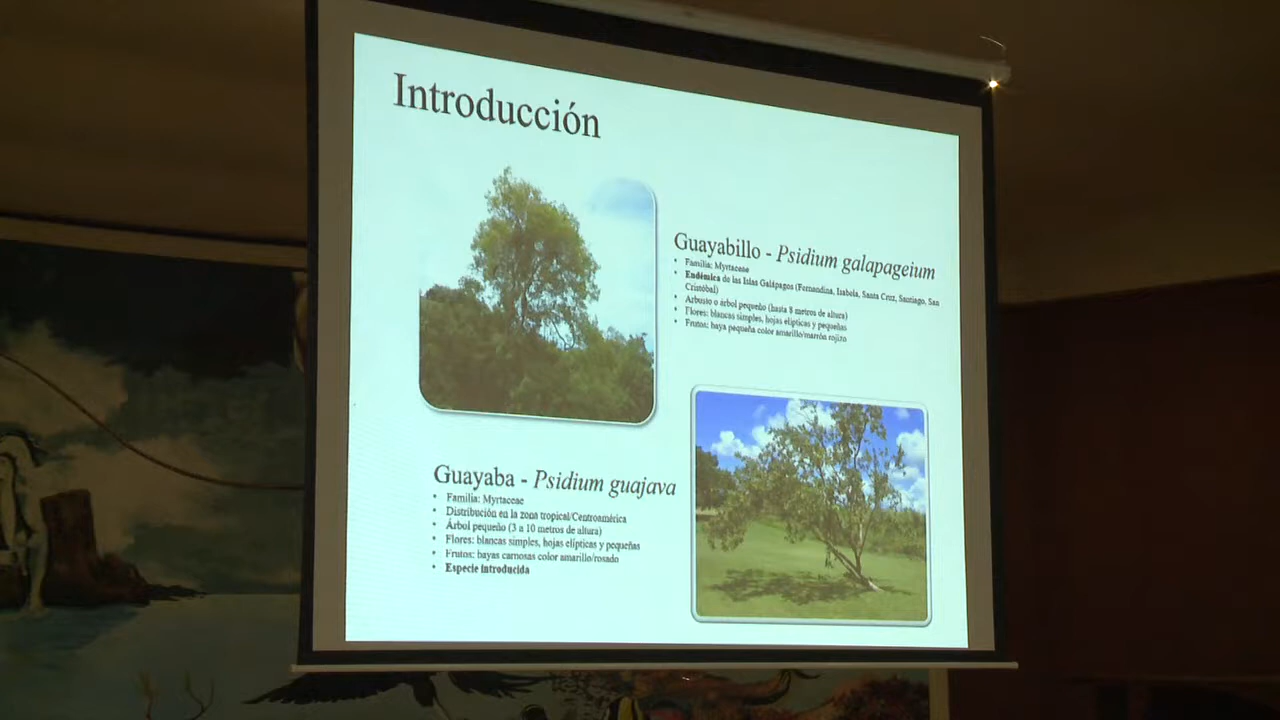 Introducción
Guayabillo - Psidium galapageium
• Familia: Myrtaceae
• Endémica de las Islas Galápagos (Fernandina, Isabela, Santa Cruz, Santiago, San
Cristóbal)
• Arbusto o árbol pequeño (hasta 8 metros de altura)
• Flores: blancas simples, hojas elípticas y pequeñas
• Frutos: baya pequeña color amarillo/marrón rojizo
Guayaba - Psidium guajava
• Familia: Myrtaceae
• Distribución en la zona tropical/Centroamérica
• Árbol pequeño (3 a 10 metros de altura)
• Flores: blancas simples, hojas elípticas y pequeñas
• Frutos: bayas carnosas color amarillo/rosado
• Especie introducida